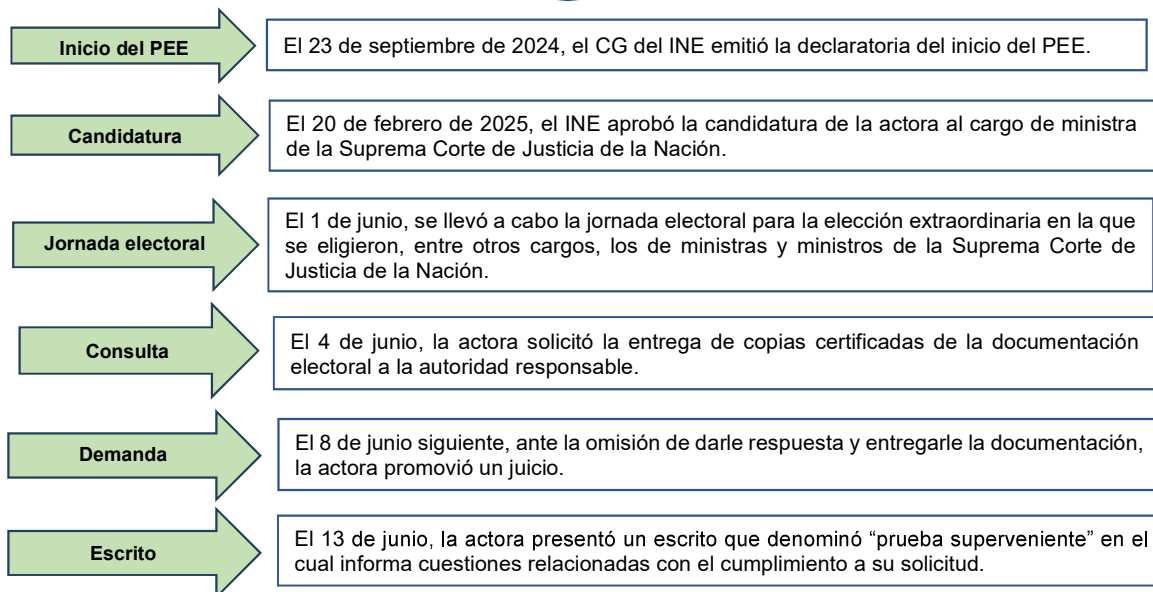 Inicio del PEE
El 23 de septiembre de 2024, el CG del INE emitió la declaratoria del inicio del PEE.
Candidatura
El 20 de febrero de 2025, el INE aprobó la candidatura de la actora al cargo de ministra
de la Suprema Corte de Justicia de la Nación.
Jornada electoral
El 1 de junio, se llevó a cabo la jornada electoral para la elección extraordinaria en la que
se eligieron, entre otros cargos, los de ministras y ministros de la Suprema Corte de
Justicia de la Nación.
Consulta
El 4 de junio, la actora solicitó la entrega de copias certificadas de la documentación
electoral a la autoridad responsable.
Demanda
El 8 de junio siguiente, ante la omisión de darle respuesta y entregarle la documentación,
la actora promovió un juicio.
Escrito
El 13 de junio, la actora presentó un escrito que denominó “prueba superveniente” en el
cual informa cuestiones relacionadas con el cumplimiento a su solicitud.